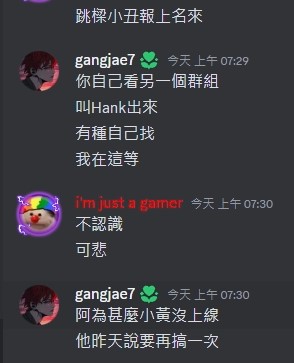 跳樑小丑報上名來
gangjae7 今天 上午 07:29
你自己看另一個群組
叫Hank出來
有種自己找
我在這等
i'm just a gamer 今天 上午 07:30
不認識
可悲
gangjae7 今天 上午 07:30
阿為甚麼小黃沒上線
他昨天說要再搞一次